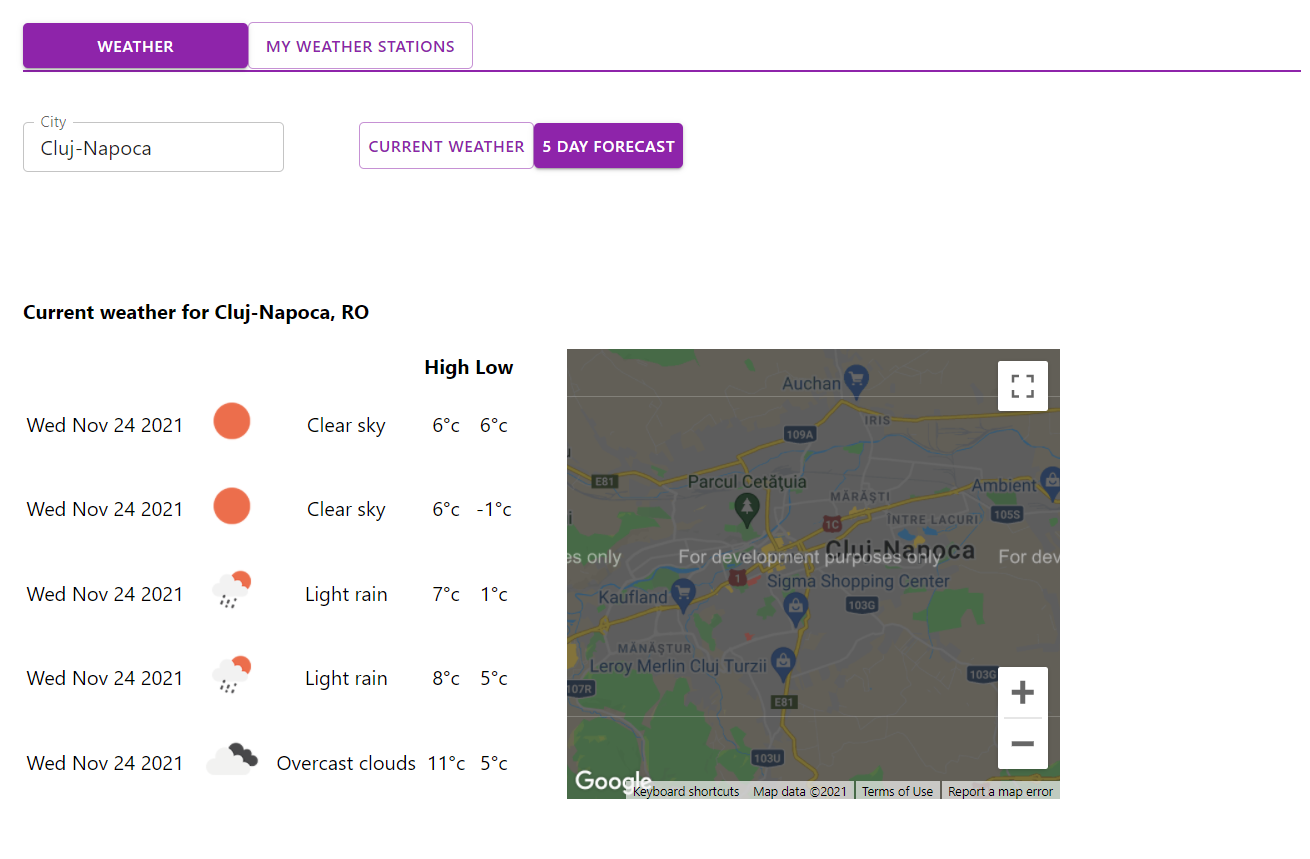 WEATHER MY WEATHER STATIONS
City
Cluj-Napoca
CURRENT WEATHER 5 DAY FORECAST
Current weather for Cluj-Napoca, RO
High Low
Wed Nov 24 2021 Clear sky 6°c 6°c
Wed Nov 24 2021 Clear sky 6°c -1°c
Wed Nov 24 2021 Light rain 7°c 1°c
Wed Nov 24 2021 Light rain 8°c 5°c
Wed Nov 24 2021 Overcast clouds 11°c 5°c
Auchan
IRIS
109A
E81
Parcul Cetățuia
Ambient
MĂRĂȘTI
105S
1C
ÎNTRE LACURI
Cluj-Napoca
es only For development purposes only For dev
1
Sigma Shopping Center
Kaufland
103G
MĂNĂȘTUR
Leroy Merlin Cluj Turzii
103G
107R
E81
103U
Google
Keyboard shortcuts Map data ©2021 Terms of Use Report a map error